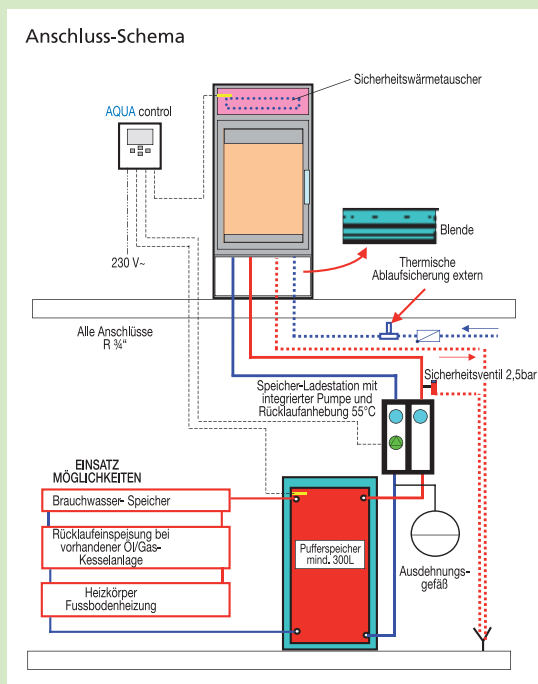 Anschluss-Schema
Sicherheitswärmetauscher
AQUA control
Blende
230 V~
Thermische
Ablaufsicherung extern
Alle Anschlüsse
R ¾“
Sicherheitsventil 2,5bar
Speicher-Ladestation mit
integrierter Pumpe und
Rücklaufanhebung 55°C
EINSATZ
MÖGLICHKEITEN
Brauchwasser- Speicher
Rücklaufeinspeisung bei
vorhandener Öl/Gas-
Kesselanlage
Heizkörper
Fussbodenheizung
Pufferspeicher
mind. 300L
Ausdehnungs-
gefäß